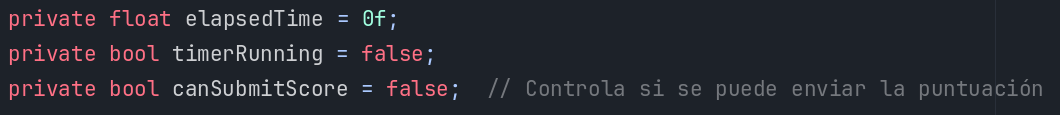 private float elapsedTime = 0f;
private bool timerRunning = false;
private bool canSubmitScore = false;  // Controla si se puede enviar la puntuación